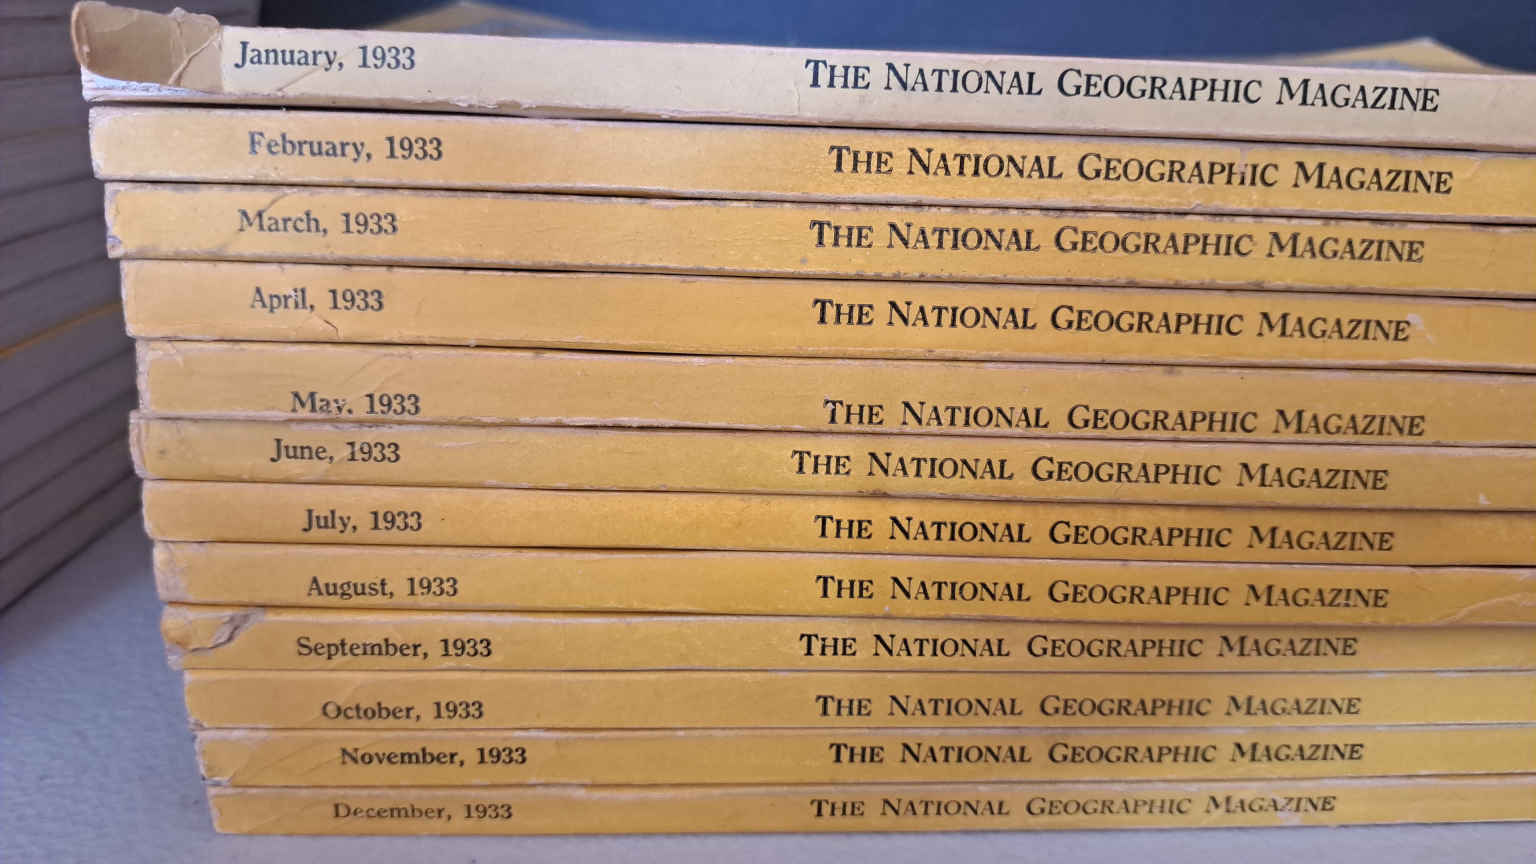 January, 1933 THE NATIONAL GEOGRAPHIC MAGAZINE
February, 1933 THE NATIONAL GEOGRAPHIC MAGAZINE
March, 1933 THE NATIONAL GEOGRAPHIC MAGAZINE
April, 1933 THE NATIONAL GEOGRAPHIC MAGAZINE
May, 1933 THE NATIONAL GEOGRAPHIC MAGAZINE
June, 1933 THE NATIONAL GEOGRAPHIC MAGAZINE
July, 1933 THE NATIONAL GEOGRAPHIC MAGAZINE
August, 1933 THE NATIONAL GEOGRAPHIC MAGAZINE
September, 1933 THE NATIONAL GEOGRAPHIC MAGAZINE
October, 1933 THE NATIONAL GEOGRAPHIC MAGAZINE
November, 1933 THE NATIONAL GEOGRAPHIC MAGAZINE
December, 1933 THE NATIONAL GEOGRAPHIC MAGAZINE